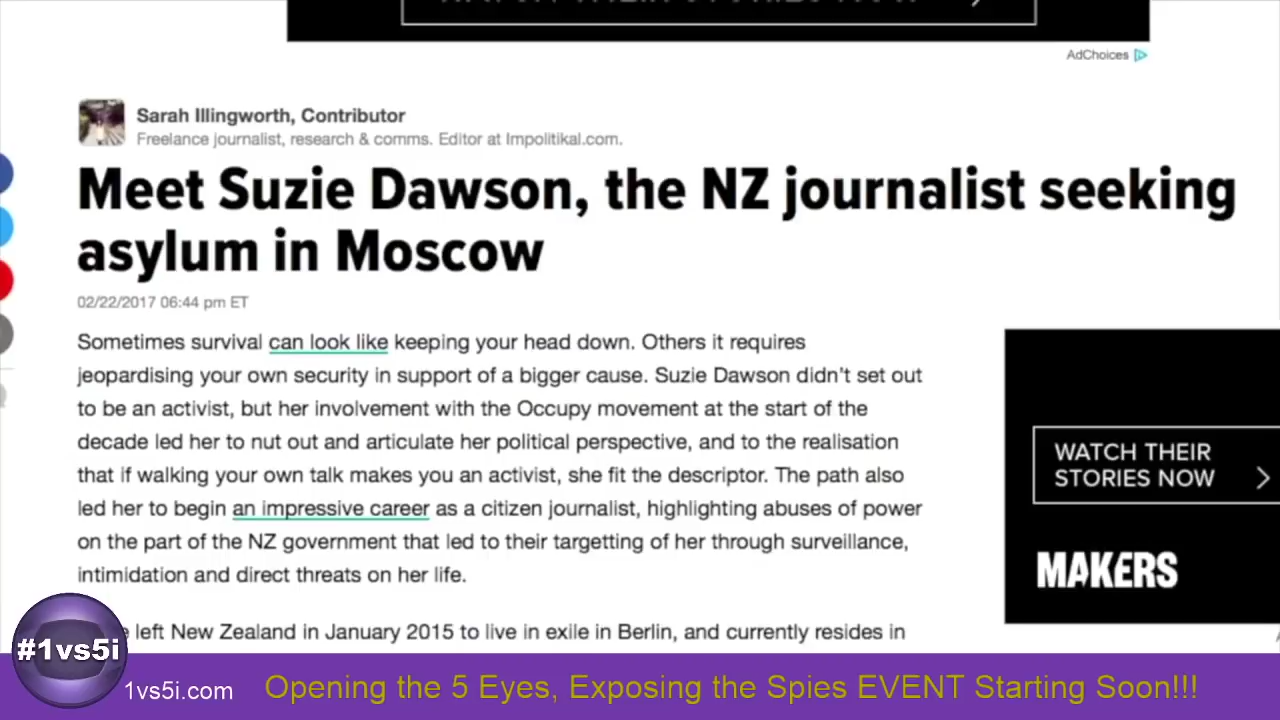 WATCH THEIR STORIES NOW
AdChoices
Sarah Illingworth, Contributor
Freelance journalist, research & comms. Editor at Impolitikal.com.
Meet Suzie Dawson, the NZ journalist seeking
asylum in Moscow
02/22/2017 06:44 pm ET
Sometimes survival can look like keeping your head down. Others it requires
jeopardising your own security in support of a bigger cause. Suzie Dawson didn't set out
to be an activist, but her involvement with the Occupy movement at the start of the
decade led her to nut out and articulate her political perspective, and to the realisation
that if walking your own talk makes you an activist, she fit the descriptor. The path also
led her to begin an impressive career as a citizen journalist, highlighting abuses of power
on the part of the NZ government that led to their targetting of her through surveillance,
intimidation and direct threats on her life.
left New Zealand in January 2015 to live in exile in Berlin, and currently resides in
WATCH THEIR
STORIES NOW
MAKERS
#1vs5i
1vs5i.com
Opening the 5 Eyes, Exposing the Spies EVENT Starting Soon!!!